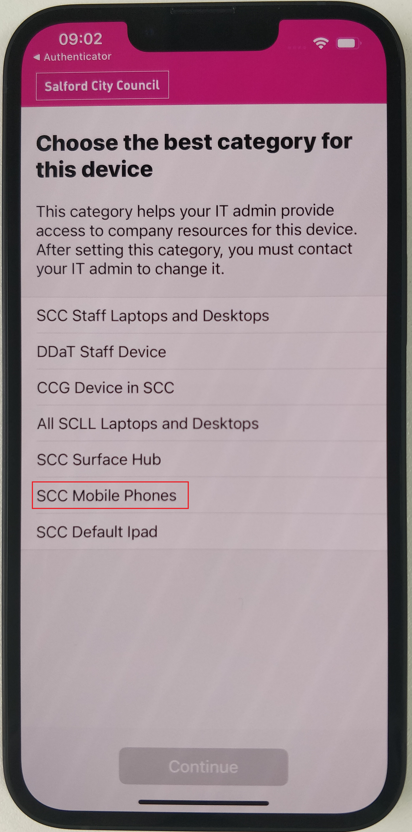 09:02
◀ Authenticator
Salford City Council
Choose the best category for
this device
This category helps your IT admin provide
access to company resources for this device.
After setting this category, you must contact
your IT admin to change it.
SCC Staff Laptops and Desktops
DDaT Staff Device
CCG Device in SCC
All SCLL Laptops and Desktops
SCC Surface Hub
SCC Mobile Phones
SCC Default Ipad
Continue